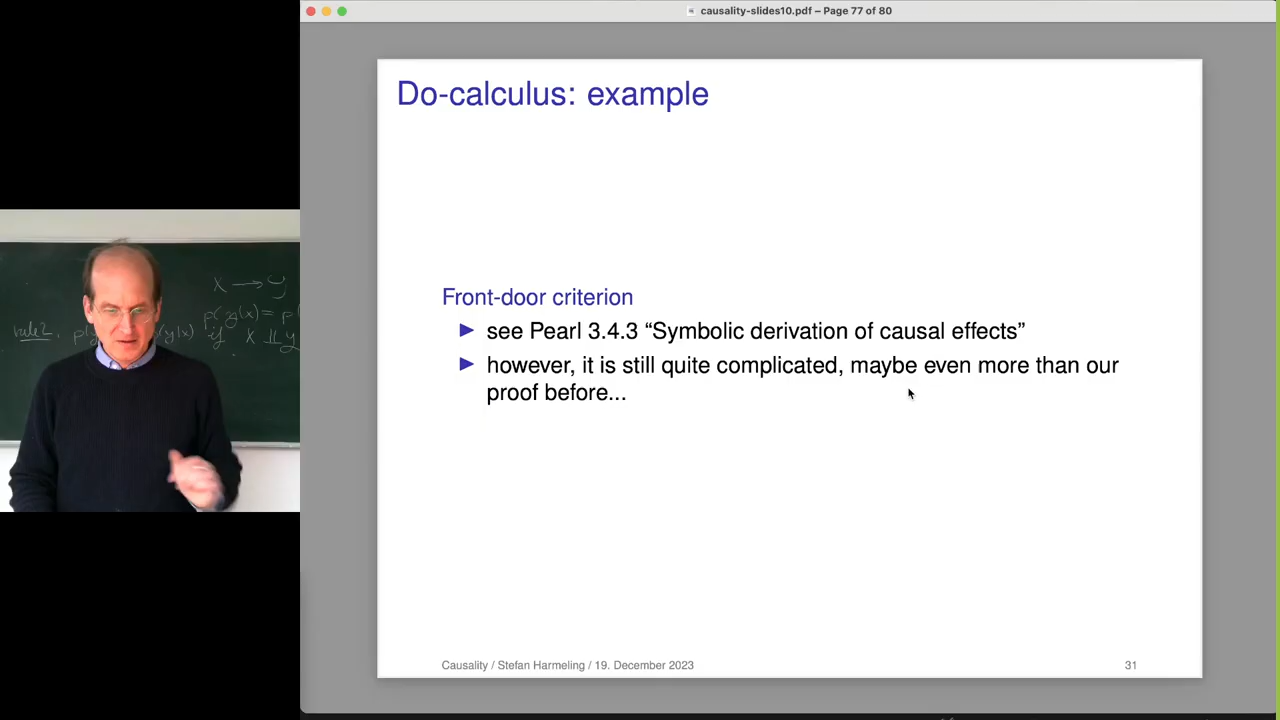 causality-slides10.pdf – Page 77 of 80
Do-calculus: example
Front-door criterion
see Pearl 3.4.3 “Symbolic derivation of causal effects”
however, it is still quite complicated, maybe even more than our
proof before...
Causality / Stefan Harmeling / 19. December 2023
31
X → y
p(y(x) = p(
rule2.
(y|x)
if X ⫫ y